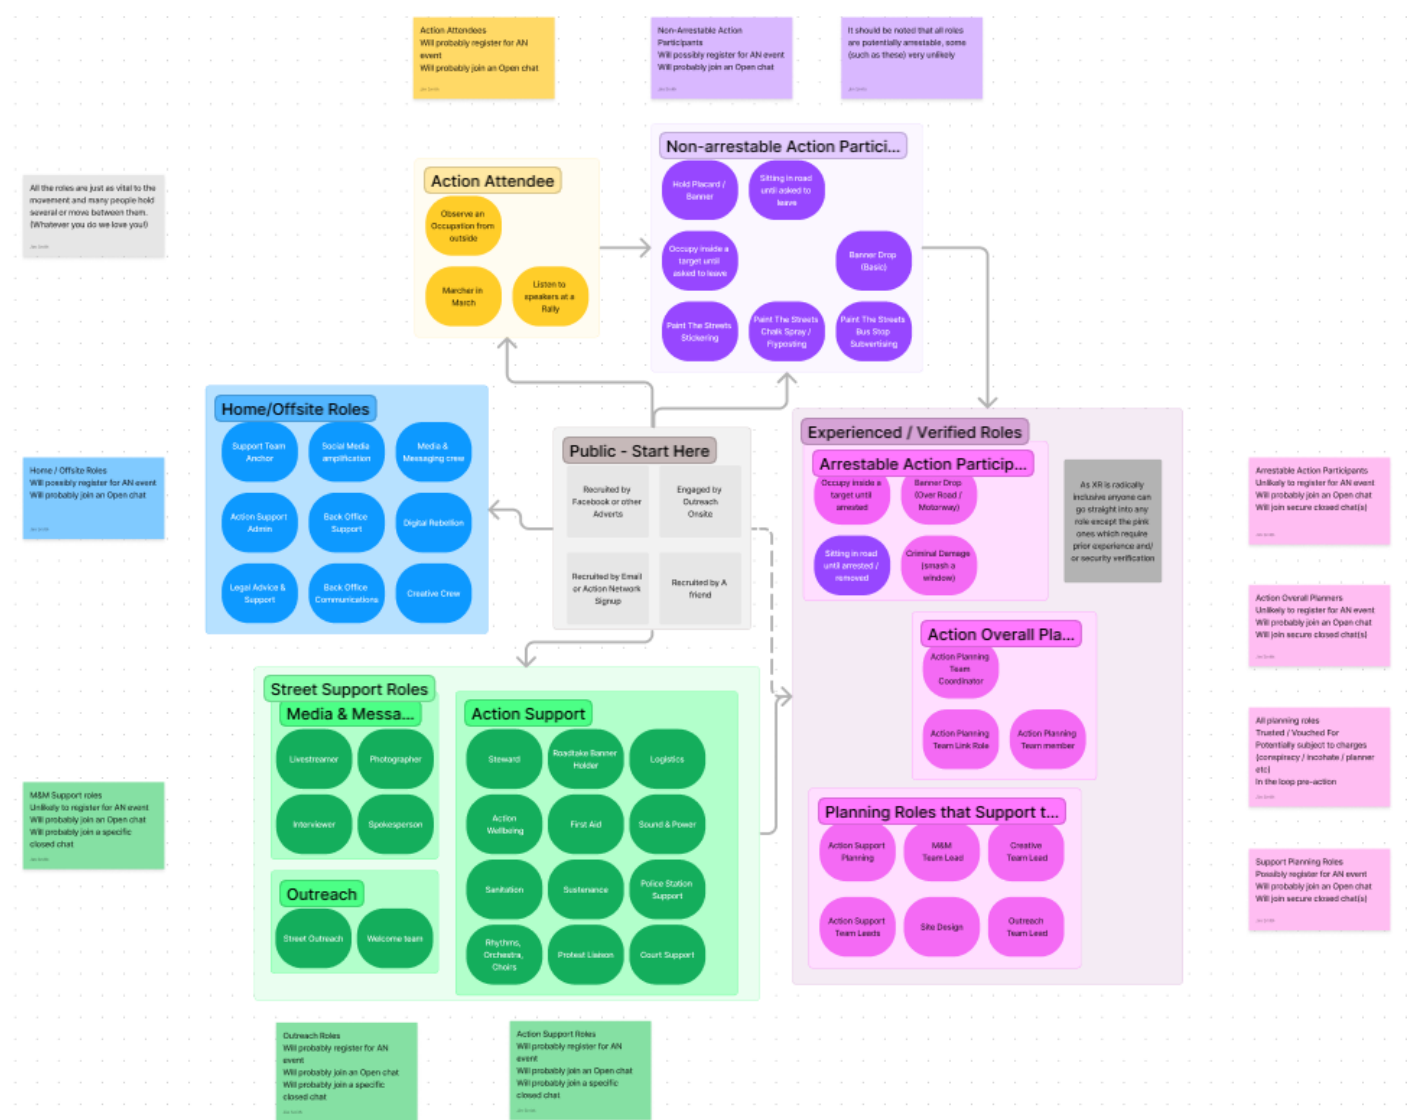 Action Attendees
Will probably register for AN
event
Will probably join an Open chat
Non-Arrestable Action
Participants
Will possibly register for AN event
Will probably join an Open chat
It should be noted that all roles
are potentially arrestable, some
(such as these) very unlikely
All the roles are just as vital to the
movement and many people hold
several or move between them.
(Whatever you do we love you!)
Action Attendee
Observe an
Occupation from
outside
Marcher in
March
Listen to
speakers at a
Rally
Non-arrestable Action Partici...
Hold Placard /
Banner
Sitting in road
until asked to
leave
Occupy inside a
target until
asked to leave
Banner Drop
(Basic)
Paint The Streets
Stickering
Paint The Streets
Chalk Spray /
Flyposting
Paint The Streets
Bus Stop
Subvertising
Home / Offsite Roles
Will possibly register for AN event
Will probably join an Open chat
Home/Offsite Roles
Support Team
Anchor
Social Media
amplification
Media &
Messaging crew
Action Support
Admin
Back Office
Support
Digital Rebellion
Legal Advice &
Support
Back Office
Communications
Creative Crew
Public - Start Here
Recruited by
Facebook or other
Adverts
Engaged by
Outreach
Onsite
Recruited by Email
or Action Network
Signup
Recruited by A
friend
Experienced / Verified Roles
Arrestable Action Particip...
Occupy inside a
target until
arrested
Banner Drop
(Over Road /
Motorway)
Sitting in road
until arrested /
removed
Criminal Damage
(smash a
window)
As XR is radically
inclusive anyone can
go straight into any
role except the pink
ones which require
prior experience and/
or security verification
Action Overall Pla...
Action Planning
Team
Coordinator
Action Planning
Team Link Role
Action Planning
Team member
Planning Roles that Support t...
Action Support
Planning
M&M
Team Lead
Creative
Team Lead
Action Support
Team Leads
Site Design
Outreach
Team Lead
Arrestable Action Participants
Unlikely to register for AN event
Will probably join an Open chat
Will join secure closed chat(s)
Action Overall Planners
Unlikely to register for AN event
Will probably join an Open chat
Will join secure closed chat(s)
All planning roles
Trusted / Vouched For
Potentially subject to charges
(conspiracy / incohate / planner
etc)
In the loop pre-action
Support Planning Roles
Possibly register for AN event
Will probably join an Open chat
Will join secure closed chat(s)
M&M Support roles
Unlikely to register for AN event
Will probably join an Open chat
Will probably join a specific
closed chat
Street Support Roles
Media & Messa...
Livestreamer
Photographer
Interviewer
Spokesperson
Outreach
Street Outreach
Welcome team
Action Support
Steward
Roadtake Banner
Holder
Logistics
Action
Wellbeing
First Aid
Sound & Power
Sanitation
Sustenance
Police Station
Support
Rhythms,
Orchestra,
Choirs
Protest Liaison
Court Support
Outreach Roles
Will probably register for AN
event
Will probably join an Open chat
Will probably join a specific
closed chat
Action Support Roles
Will probably register for AN
event
Will probably join an Open chat
Will probably join a specific
closed chat